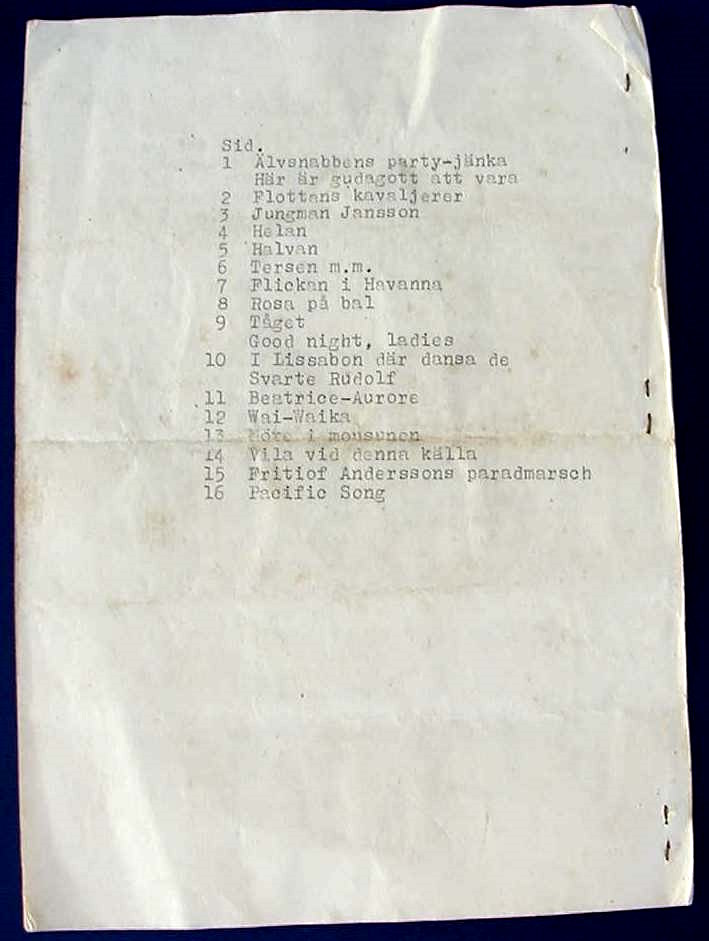 Sid.
1 Älvsnabbens party-jänka
Här är gudagott att vara
2 Flottans kavaljerer
3 Jungman Jansson
4 Helan
5 Halvan
6 Tersen m.m.
7 Flickan i Havanna
8 Rosa på bal
9 Tåget
Good night, ladies
10 I Lissabon där dansa de
Svarte Rudolf
11 Beatrice-Aurore
12 Wai-Waika
13 Möte i monsunen
14 Vila vid denna källa
15 Fritiof Anderssons paradmarsch
16 Pacific Song